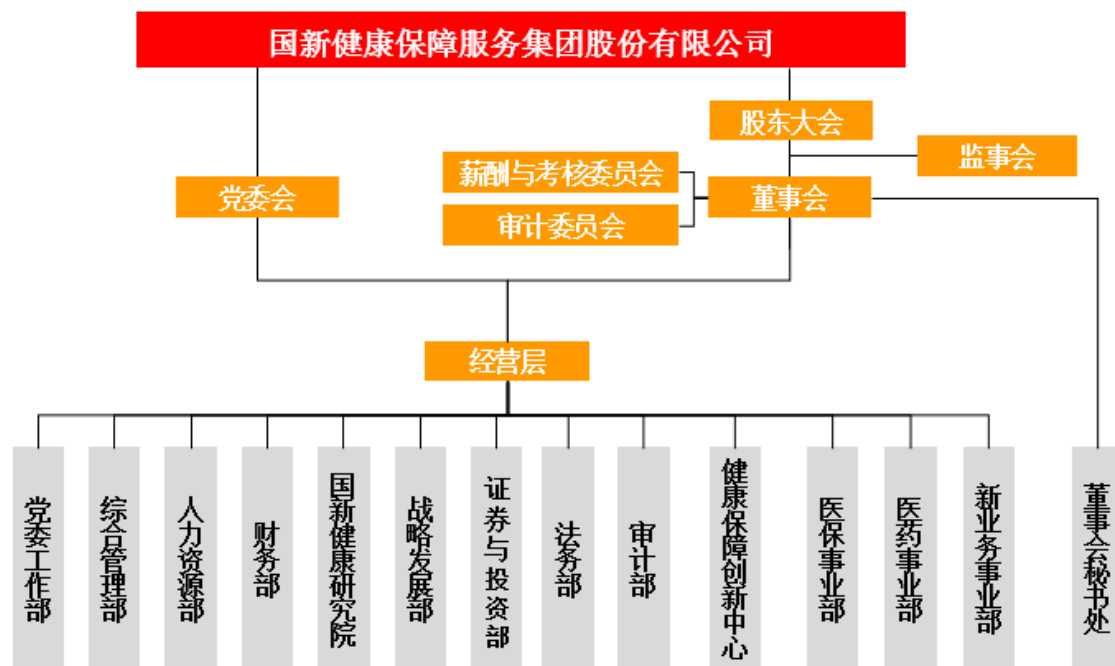 国新健康保障服务集团股份有限公司
股东大会
监事会
薪酬与考核委员会
党委会
董事会
审计委员会
经营层
党委工作部
综合管理部
人力资源部
财务部
国新健康研究院
战略发展部
证券与投资部
法务部
审计部
健康保障创新中心
医保事业部
医药事业部
新业务事业部
董事会秘书处